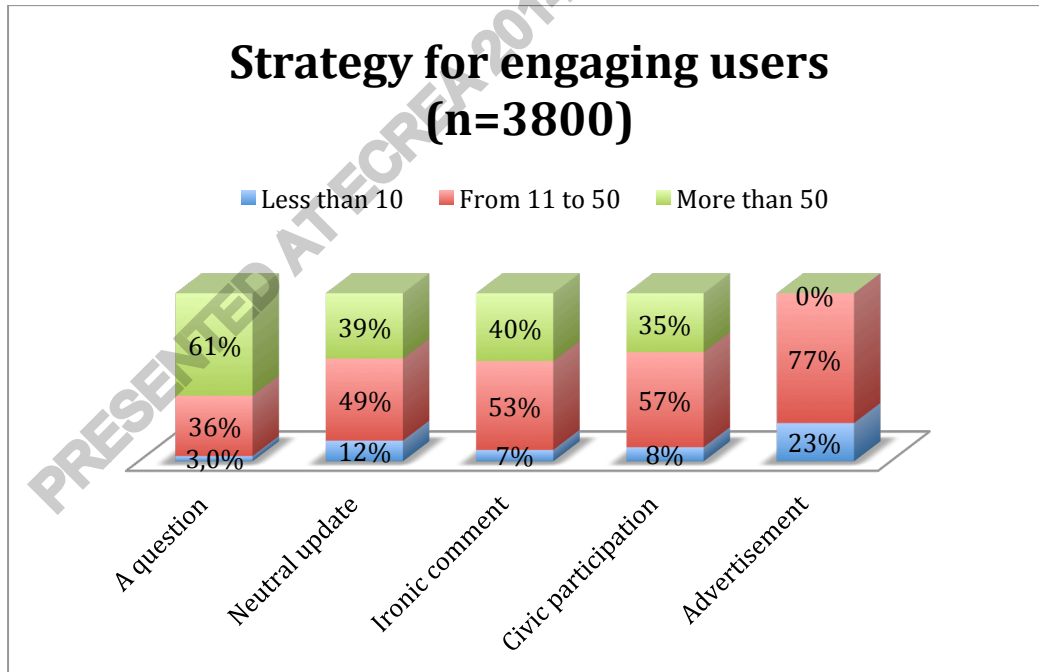 PRESENTED AT ECREA 2014
Strategy for engaging users
(n=3800)
Less than 10 From 11 to 50 More than 50
61% 39% 40% 35% 0%
36% 49% 53% 57% 77%
3,0% 12% 7% 8% 23%
A question
Neutral update
Ironic comment
Civic participation
Advertisement